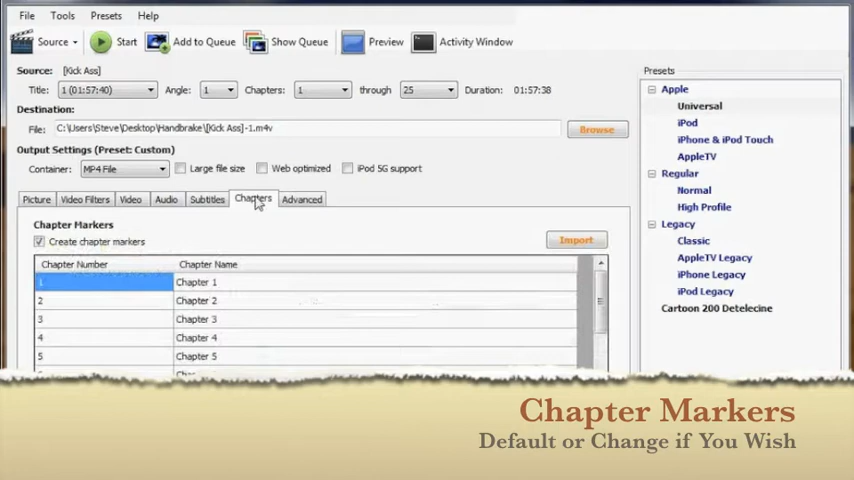 File Tools Presets Help
Source Start Add to Queue Show Queue Preview Activity Window
Source: [Kick Ass]
Title: 1 (01:57:40) Angle: 1 Chapters: 1 through 25 Duration: 01:57:38
Destination:
File: C:\Users\Steve\Desktop\Handbrake\[Kick Ass]-1.m4v Browse
Output Settings (Preset: Custom)
Container: MP4 File Large file size Web optimized iPod 5G support
Picture Video Filters Video Audio Subtitles Chapters Advanced
Chapter Markers
Create chapter markers Import
Chapter Number Chapter Name
1 Chapter 1
2 Chapter 2
3 Chapter 3
4 Chapter 4
5 Chapter 5
Presets
Apple
Universal
iPod
iPhone & iPod Touch
AppleTV
Regular
Normal
High Profile
Legacy
Classic
AppleTV Legacy
iPhone Legacy
iPod Legacy
Cartoon 200 Detelecine
Chapter Markers
Default or Change if You Wish